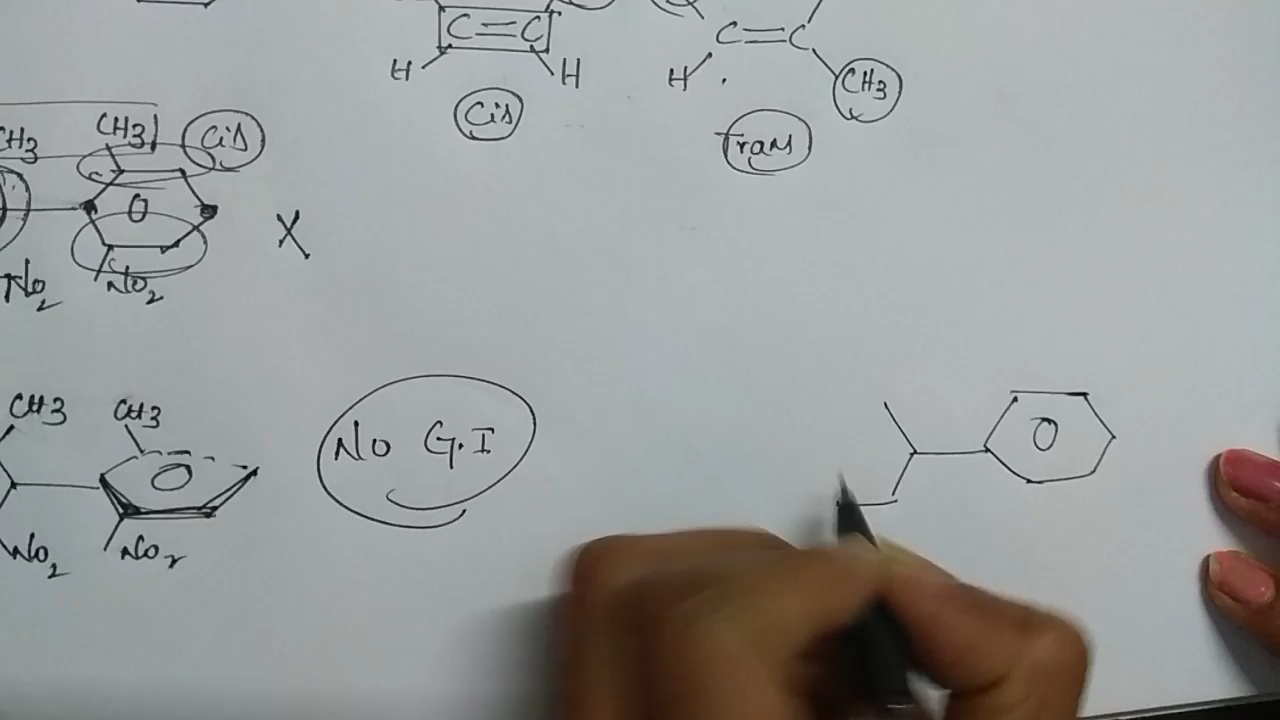 C=C C=C
H H H CH3
Cis Trans
CH3 CH3 Cis
O X
No2 No2
CH3 CH3
O No G.I O
No2 No2